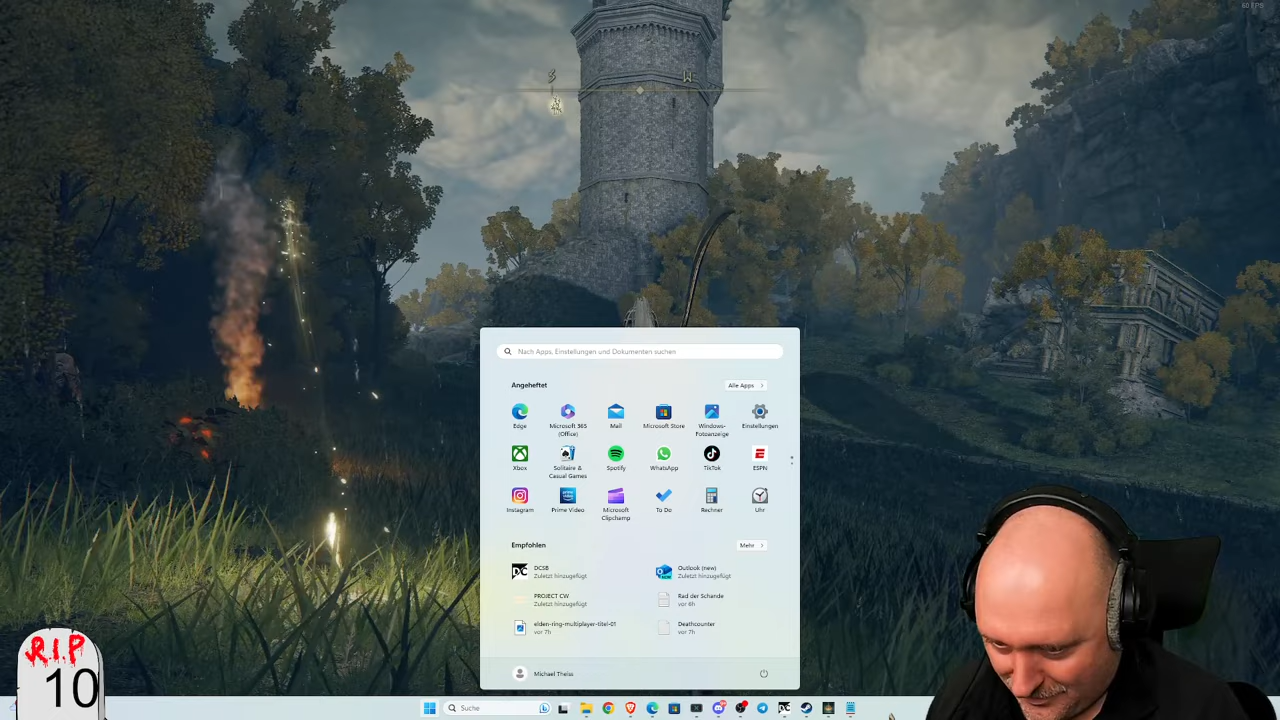 60 FPS
S
W
Nach Apps, Einstellungen und Dokumenten suchen
Angeheftet
Alle Apps
Edge
Microsoft 365
(Office)
Mail
Microsoft Store
Windows-
Fotoanzeige
Einstellungen
Xbox
Solitaire &
Casual Games
Spotify
WhatsApp
TikTok
ESPN
Instagram
Prime Video
Microsoft
Clipchamp
To Do
Rechner
Uhr
Empfohlen
Mehr
DCSB
Zuletzt hinzugefügt
Outlook (new)
Zuletzt hinzugefügt
PROJECT CW
Zuletzt hinzugefügt
Rad der Schande
vor 6h
elden-ring-multiplayer-titel-01
vor 7h
Deathcounter
vor 7h
Michael Theiss
R.I.P
10
Suche